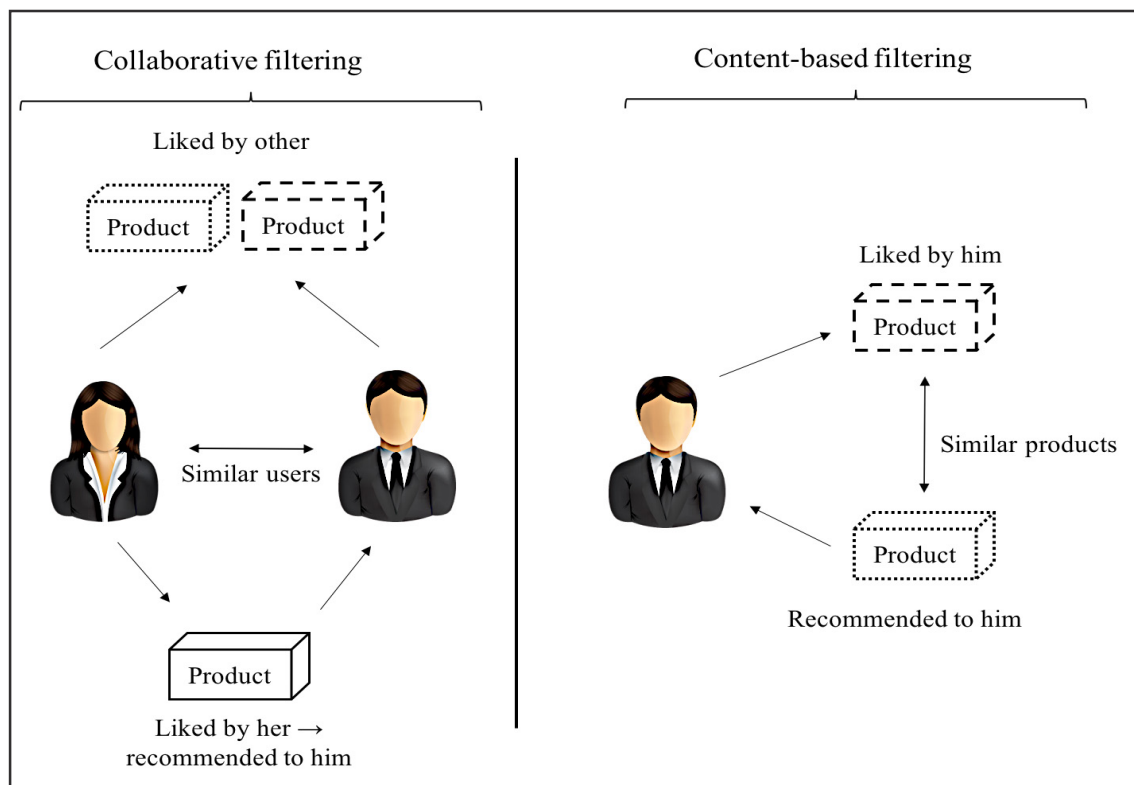 Collaborative filtering
Liked by other
Product
Product
Similar users
Product
Liked by her →
recommended to him
Content-based filtering
Liked by him
Product
Similar products
Product
Recommended to him